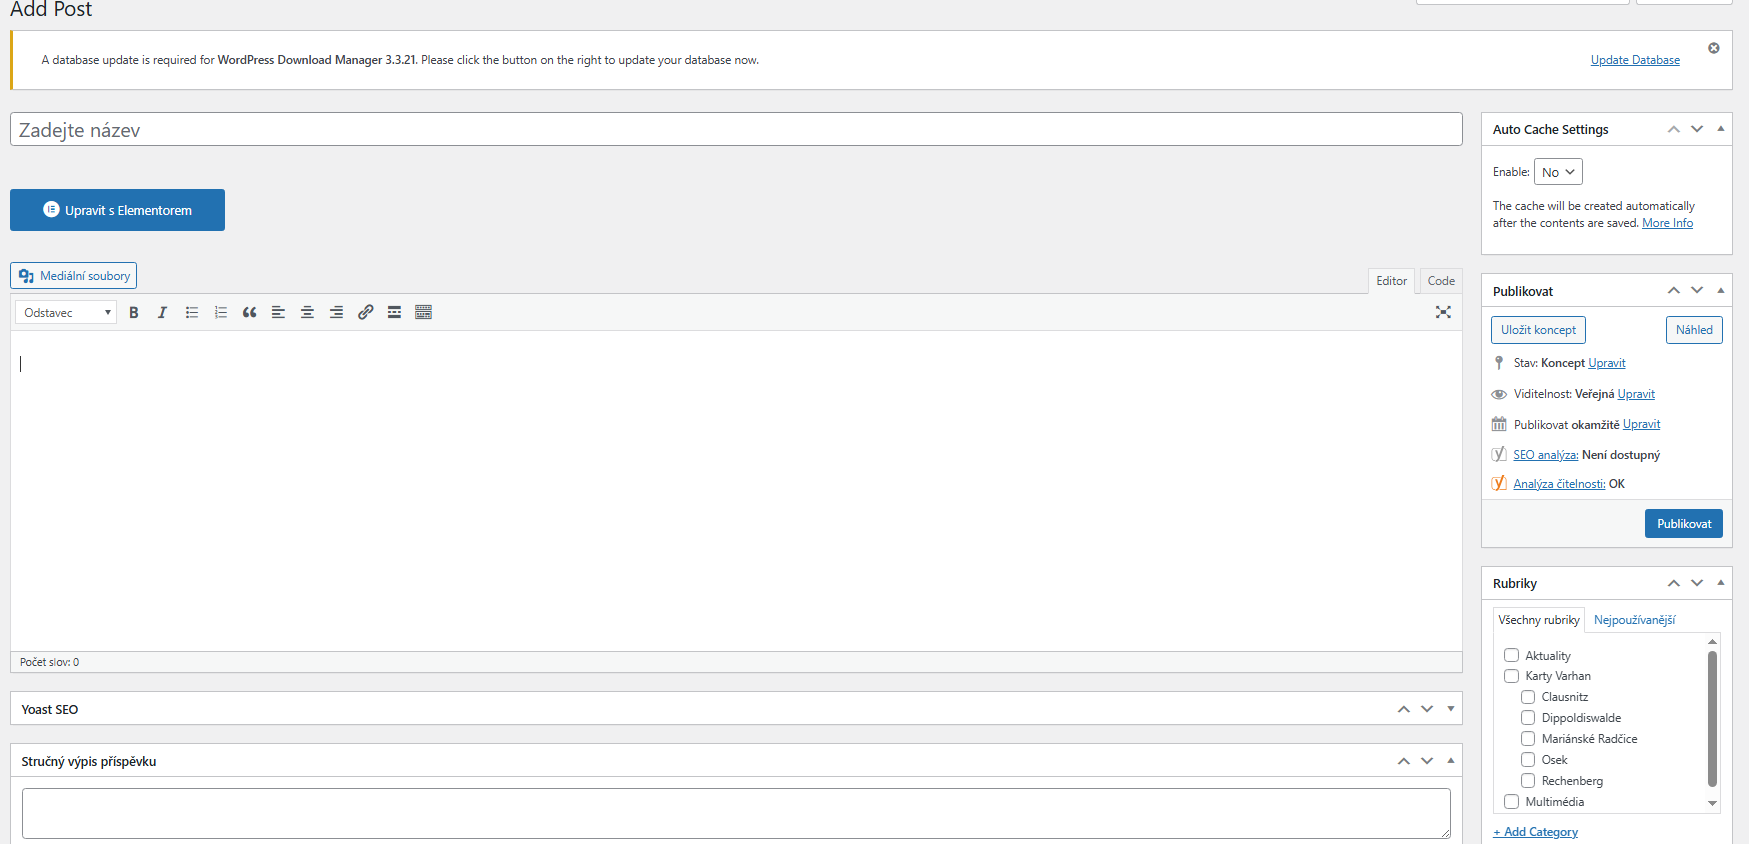 Add Post
A database update is required for WordPress Download Manager 3.3.21. Please click the button on the right to update your database now.
Update Database
Zadejte název
Upravit s Elementorem
Mediální soubory
Editor
Code
Odstavec
Počet slov: 0
Yoast SEO
Stručný výpis příspěvku
Auto Cache Settings
Enable: No
The cache will be created automatically
after the contents are saved. More Info
Publikovat
Uložit koncept
Náhled
Stav: Koncept Upravit
Viditelnost: Veřejná Upravit
Publikovat okamžitě Upravit
SEO analýza: Není dostupný
Analýza čitelnosti: OK
Publikovat
Rubriky
Všechny rubriky
Nejpoužívanější
Aktuality
Karty Varhan
Clausnitz
Dippoldiswalde
Mariánské Radčice
Osek
Rechenberg
Multimédia
+ Add Category